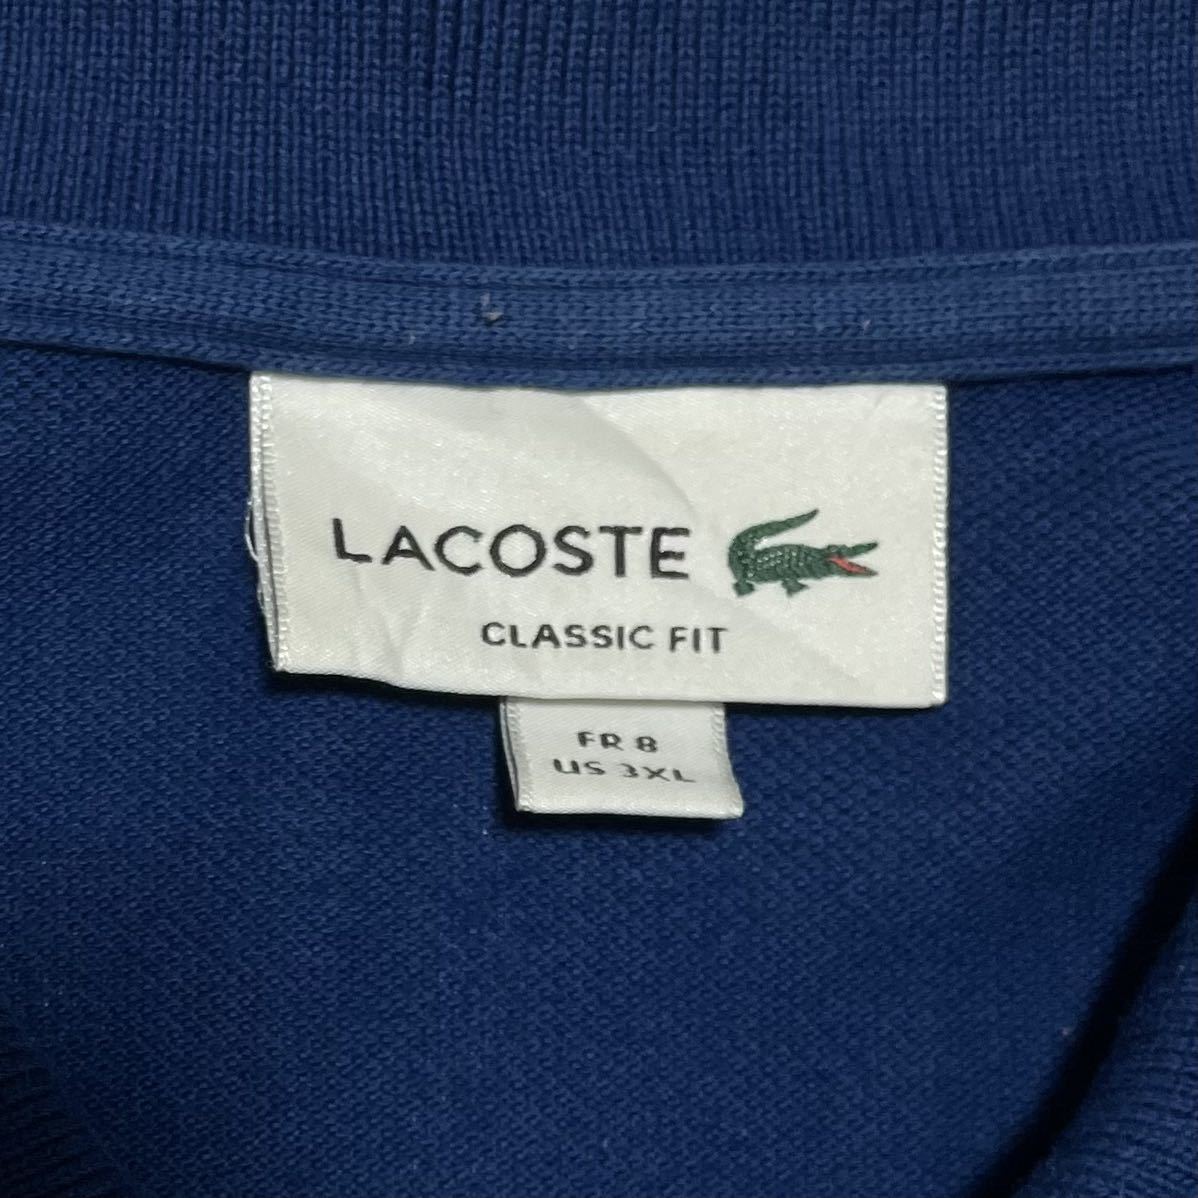 LACOSTE
CLASSIC FIT
FR 8
US 3XL